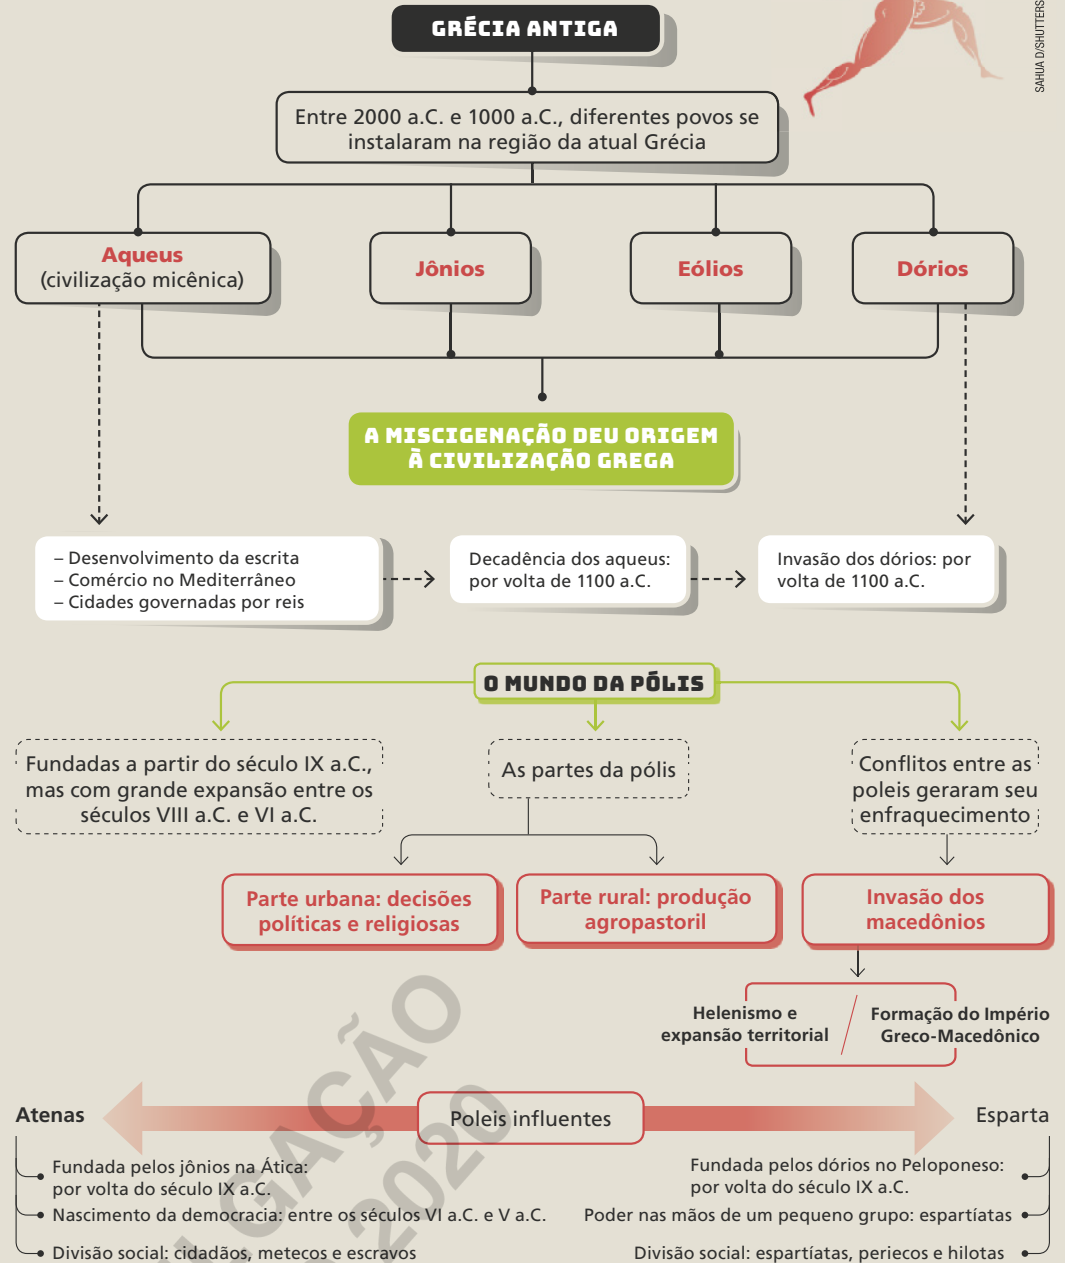 GRÉCIA ANTIGA
SAHUA D/SHUTTERS
Entre 2000 a.C. e 1000 a.C., diferentes povos se
instalaram na região da atual Grécia
Aqueus
(civilização micênica)
Jônios
Eólios
Dórios
A MISCIGENAÇÃO DEU ORIGEM
À CIVILIZAÇÃO GREGA
– Desenvolvimento da escrita
– Comércio no Mediterrâneo
– Cidades governadas por reis
Decadência dos aqueus:
por volta de 1100 a.C.
Invasão dos dórios: por
volta de 1100 a.C.
O MUNDO DA PÓLIS
Fundadas a partir do século IX a.C.,
mas com grande expansão entre os
séculos VIII a.C. e VI a.C.
As partes da pólis
Conflitos entre as
poleis geraram seu
enfraquecimento
Parte urbana: decisões
políticas e religiosas
Parte rural: produção
agropastoril
Invasão dos
macedônios
Helenismo e
expansão territorial
Formação do Império
Greco-Macedônico
Poleis influentes
Atenas
Fundada pelos jônios na Ática:
por volta do século IX a.C.
Nascimento da democracia: entre os séculos VI a.C. e V a.C.
Divisão social: cidadãos, metecos e escravos
Esparta
Fundada pelos dórios no Peloponeso:
por volta do século IX a.C.
Poder nas mãos de um pequeno grupo: espartíatas
Divisão social: espartíatas, periecos e hilotas
GAÇÃO
2020